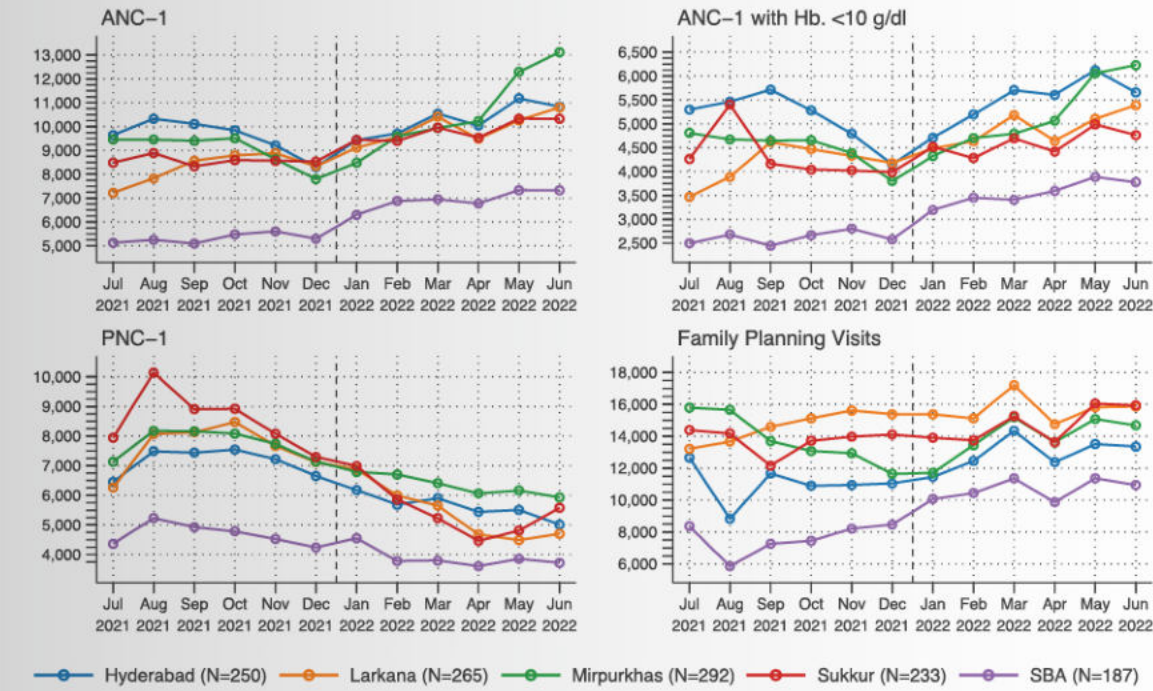 ANC−1
13,000
12,000
11,000
10,000
9,000
8,000
7,000
6,000
5,000
Jul Aug Sep Oct Nov Dec Jan Feb Mar Apr May Jun
2021 2021 2021 2021 2021 2021 2022 2022 2022 2022 2022 2022
ANC−1 with Hb. <10 g/dl
6,500
6,000
5,500
5,000
4,500
4,000
3,500
3,000
2,500
Jul Aug Sep Oct Nov Dec Jan Feb Mar Apr May Jun
2021 2021 2021 2021 2021 2021 2022 2022 2022 2022 2022 2022
PNC−1
10,000
9,000
8,000
7,000
6,000
5,000
4,000
Jul Aug Sep Oct Nov Dec Jan Feb Mar Apr May Jun
2021 2021 2021 2021 2021 2021 2022 2022 2022 2022 2022 2022
Family Planning Visits
18,000
16,000
14,000
12,000
10,000
8,000
6,000
Jul Aug Sep Oct Nov Dec Jan Feb Mar Apr May Jun
2021 2021 2021 2021 2021 2021 2022 2022 2022 2022 2022 2022
Hyderabad (N=250) Larkana (N=265) Mirpurkhas (N=292) Sukkur (N=233) SBA (N=187)